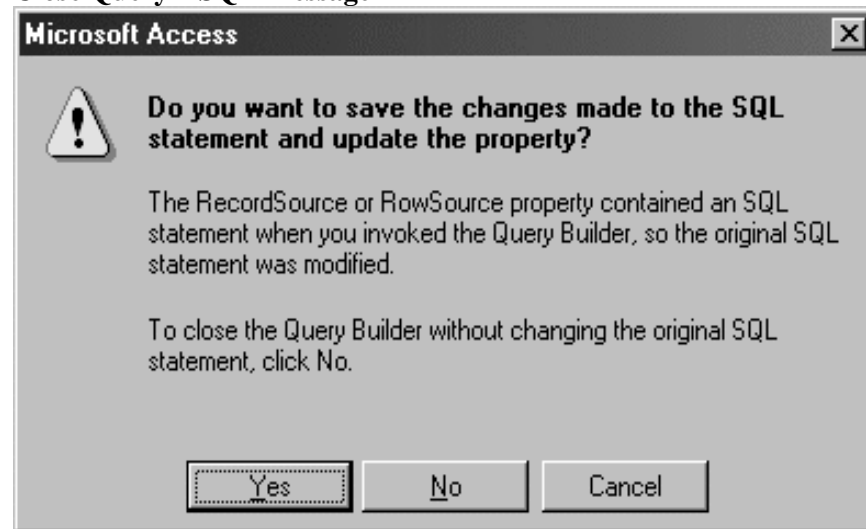 Microsoft Access
Do you want to save the changes made to the SQL
statement and update the property?
The RecordSource or RowSource property contained an SQL
statement when you invoked the Query Builder, so the original SQL
statement was modified.
To close the Query Builder without changing the original SQL
statement, click No.
Yes No Cancel